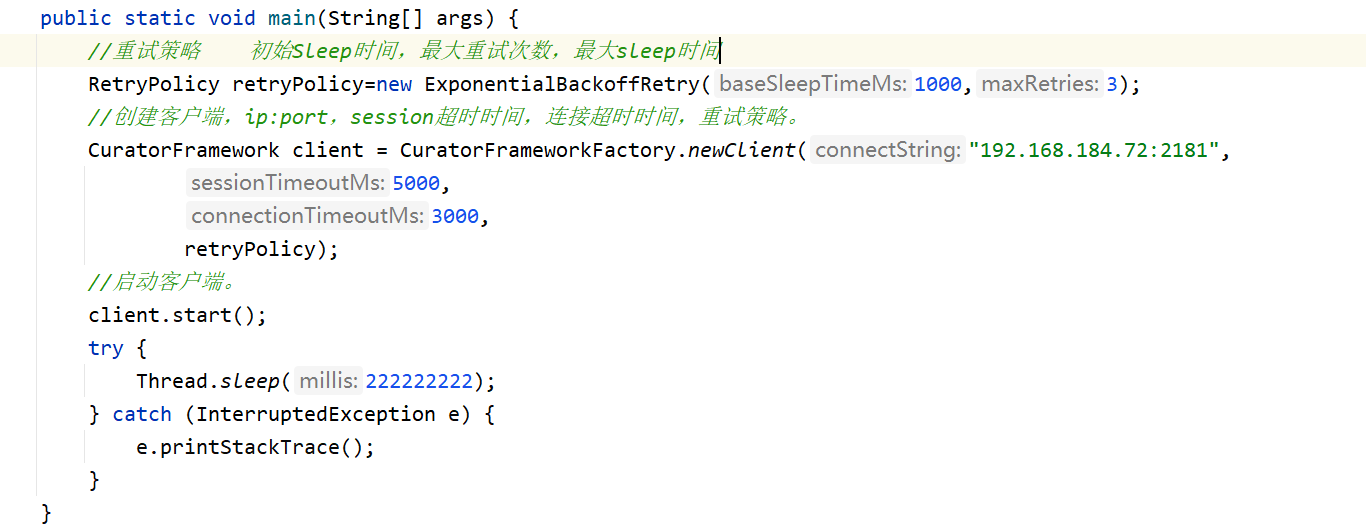 public static void main(String[] args) {
//重试策略    初始Sleep时间，最大重试次数，最大sleep时间
RetryPolicy retryPolicy=new ExponentialBackoffRetry( baseSleepTimeMs: 1000, maxRetries: 3);
//创建客户端，ip:port，session超时时间，连接超时时间，重试策略。
CuratorFramework client = CuratorFrameworkFactory.newClient( connectString: "192.168.184.72:2181",
sessionTimeoutMs: 5000,
connectionTimeoutMs: 3000,
retryPolicy);
//启动客户端。
client.start();
try {
Thread.sleep( millis: 222222222);
} catch (InterruptedException e) {
e.printStackTrace();
}
}